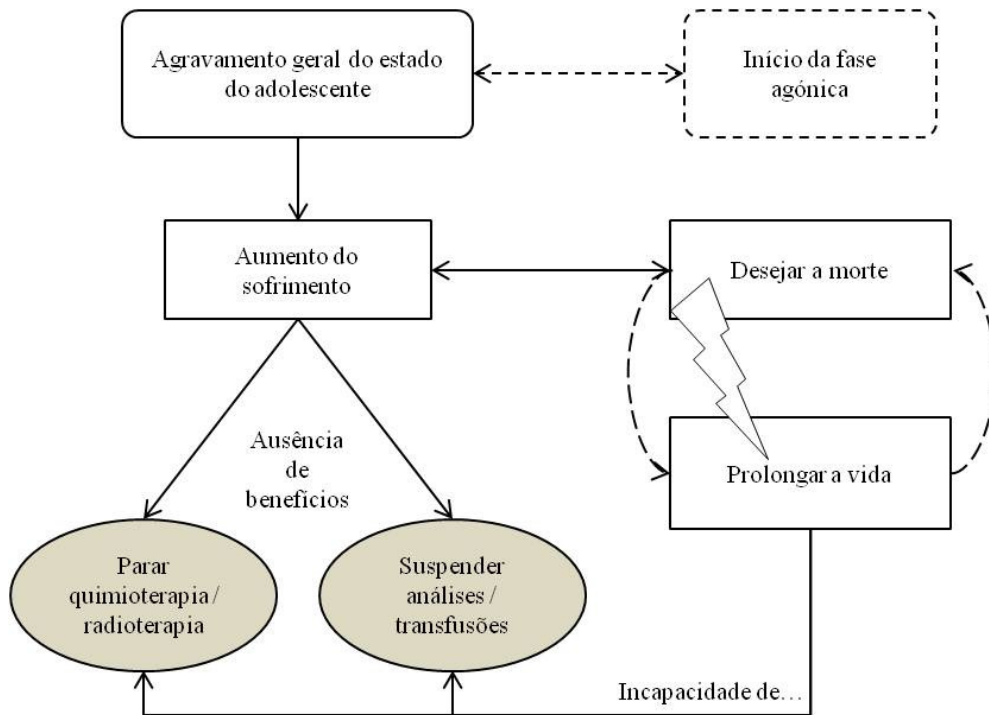 Agravamento geral do estado
do adolescente
Início da fase
agónica
Aumento do
sofrimento
Desejar a morte
Ausência
de
benefícios
Prolongar a vida
Parar
quimioterapia /
radioterapia
Suspender
análises /
transfusões
Incapacidade de…